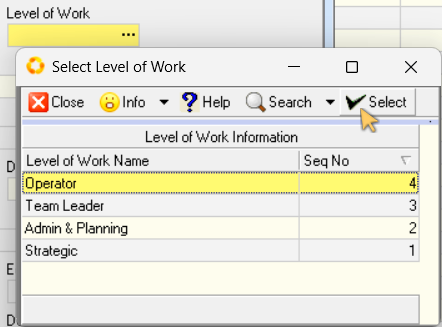 Level of Work
...
Select Level of Work
Close Info Help Search Select
Level of Work Information
Level of Work Name Seq No
Operator 4
Team Leader 3
Admin & Planning 2
Strategic 1
D
E
D